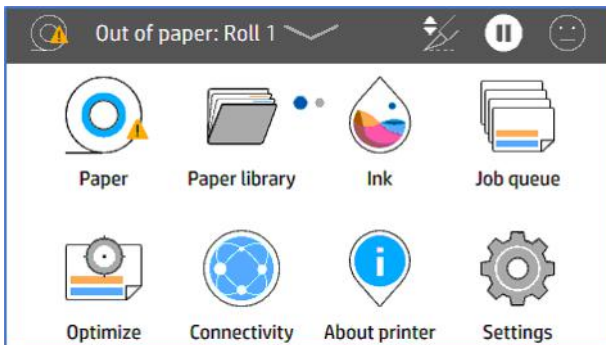 Out of paper: Roll 1
Paper Paper library Ink Job queue
Optimize Connectivity About printer Settings